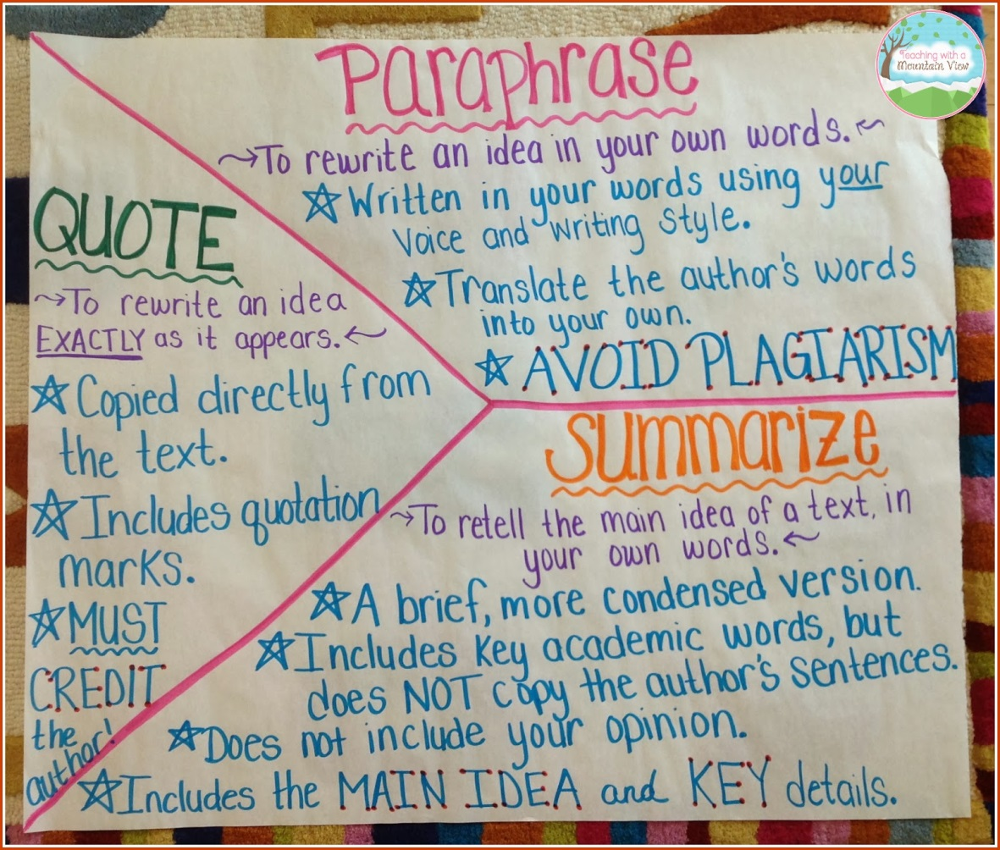 Teaching with a
Mountain View
Paraphrase
To rewrite an idea in your own words.
Written in your words using your
voice and writing style.
Translate the author's words
into your own.
AVOID PLAGIARISM
QUOTE
To rewrite an idea
EXACTLY as it appears.
Copied directly from
the text.
Includes quotation
marks.
MUST
CREDIT
the
author!
Summarize
To retell the main idea of a text, in
your own words.
A brief, more condensed version.
Includes key academic words, but
does NOT copy the author's sentences.
Does not include your opinion.
Includes the MAIN IDEA and KEY details.